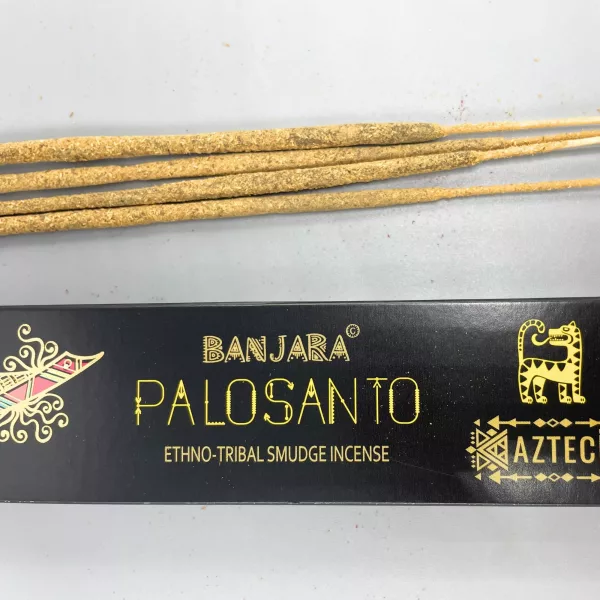 BANJARA©
PALOSANTO
ETHNO-TRIBAL SMUDGE INCENSE
AZTEC